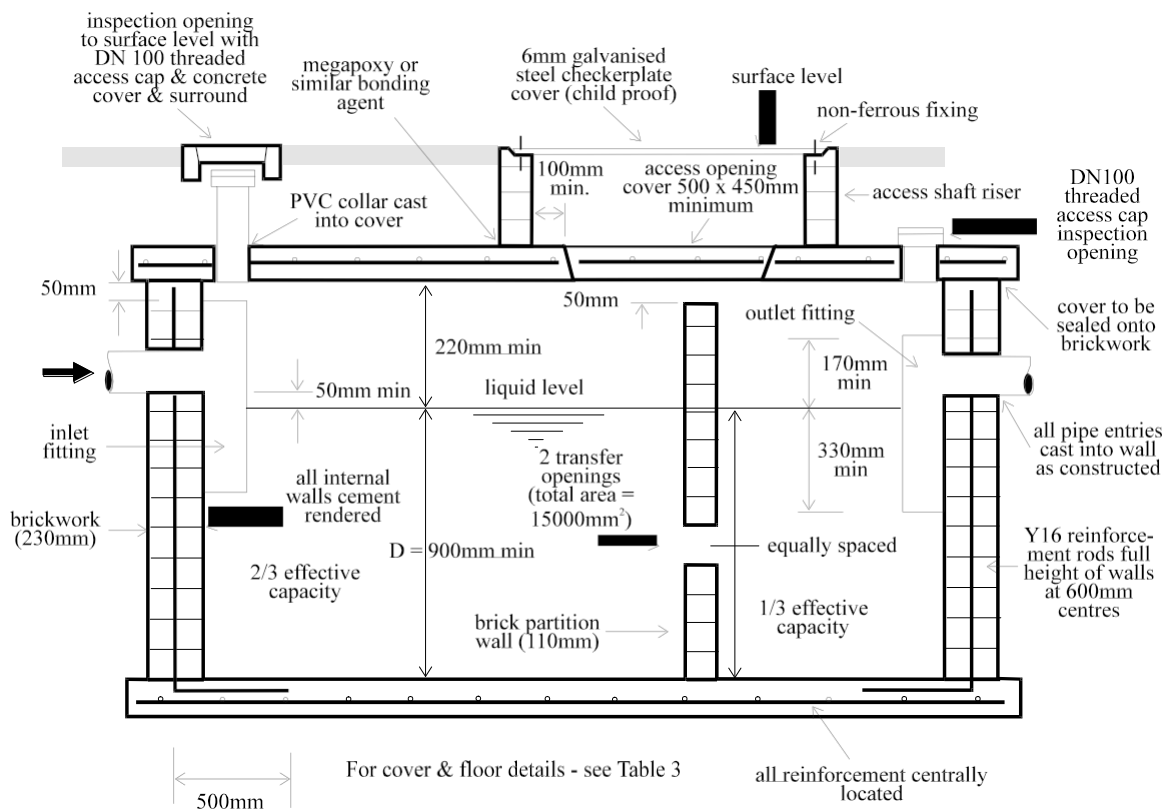 inspection opening
to surface level with
DN 100 threaded
access cap & concrete
cover & surround
megapoxy or
similar bonding
agent
6mm galvanised
steel checkerplate
cover (child proof)
surface level
non-ferrous fixing
100mm
min.
access opening
cover 500 x 450mm
minimum
access shaft riser
DN100
threaded
access cap
inspection
opening
PVC collar cast
into cover
50mm
50mm
outlet fitting
cover to be
sealed onto
brickwork
220mm min
170mm
min
50mm min
liquid level
inlet
fitting
all pipe entries
cast into wall
as constructed
330mm
min
2 transfer
openings
(total area =
15000mm²)
all internal
walls cement
rendered
brickwork
(230mm)
D = 900mm min
equally spaced
Y16 reinforce-
ment rods full
height of walls
at 600mm
centres
2/3 effective
capacity
1/3 effective
capacity
brick partition
wall (110mm)
For cover & floor details - see Table 3
all reinforcement centrally
located
500mm